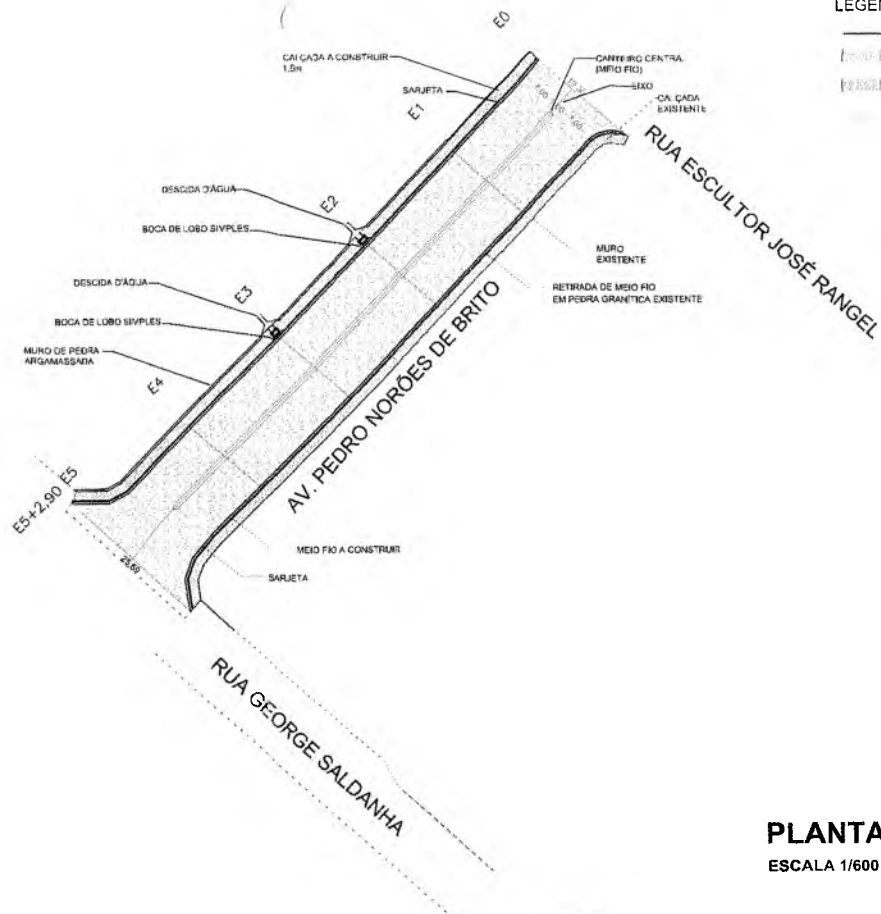 LEGEN
E0
CALÇADA A CONSTRUIR
1.5m
SARJETA
E1
CANTEIRO CENTRA.
(MEIO FIO)
EIXO
CALÇADA
EXISTENTE
RUA ESCULTOR JOSÉ RANGEL
DESCIDA D'ÁGUA
E2
BOCA DE LOBO SIMPLES
MURO
EXISTENTE
DESCIDA D'ÁGUA
E3
RETIRADA DE MEIO FIO
EM PEDRA GRANÍTICA EXISTENTE
BOCA DE LOBO SIMPLES
MURO DE PEDRA
ARGAMASSADA
E4
AV. PEDRO NORÕES DE BRITO
E5
E5+2,90
MEIO FIO A CONSTRUIR
SARJETA
RUA GEORGE SALDANHA
PLANTA
ESCALA 1/600